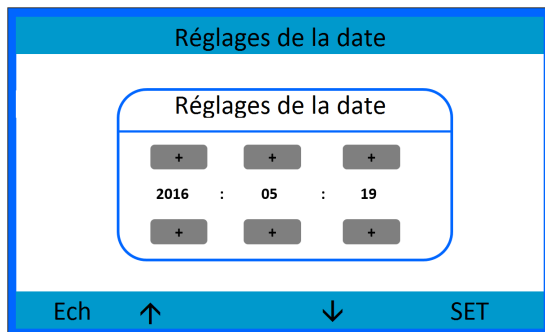 Réglages de la date
Réglages de la date
+ + +
2016 : 05 : 19
+ + +
Ech ↑ ↓ SET